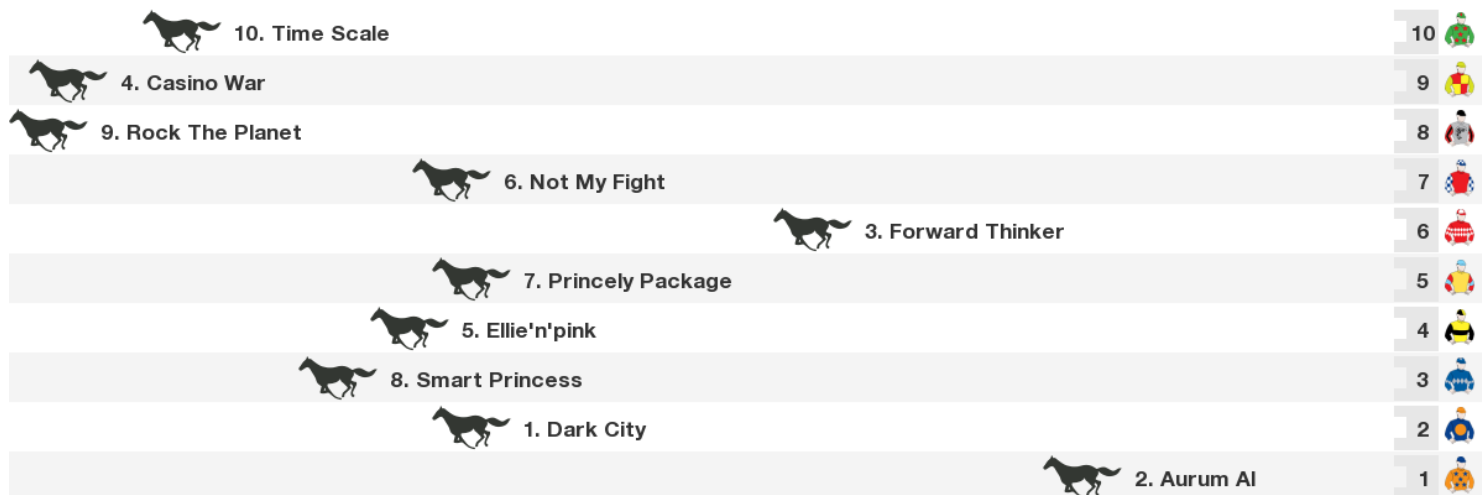 10. Time Scale 10
4. Casino War 9
9. Rock The Planet 8
6. Not My Fight 7
3. Forward Thinker 6
7. Princely Package 5
5. Ellie'n'pink 4
8. Smart Princess 3
1. Dark City 2
2. Aurum Al 1